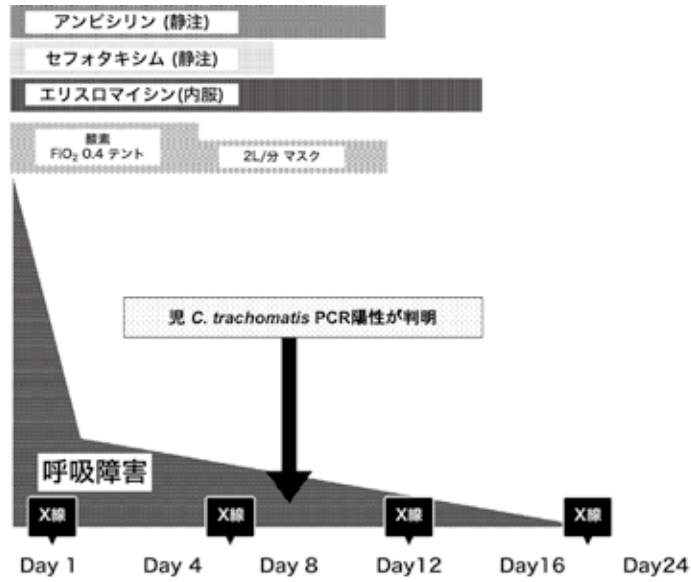 アンピシリン (静注)
セフォタキシム (静注)
エリスロマイシン(内服)
酸素
FiO₂ 0.4 テント
2L/分 マスク
児 C. trachomatis PCR陽性が判明
呼吸障害
X線
X線
X線
X線
Day 1
Day 4
Day 8
Day12
Day16
Day24